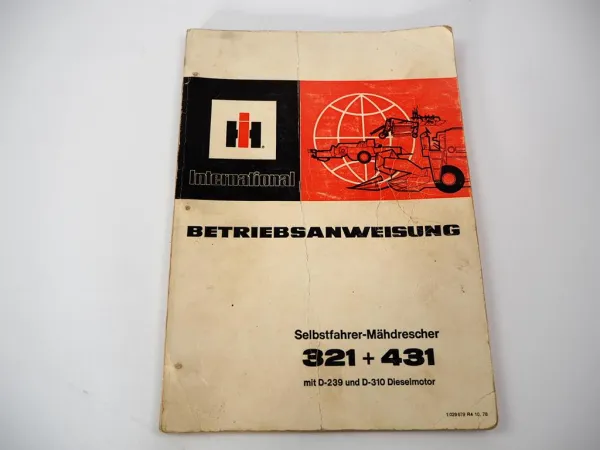 International
BETRIEBSANWEISUNG
Selbstfahrer-Mähdrescher
321 + 431
mit D-239 und D-310 Dieselmotor